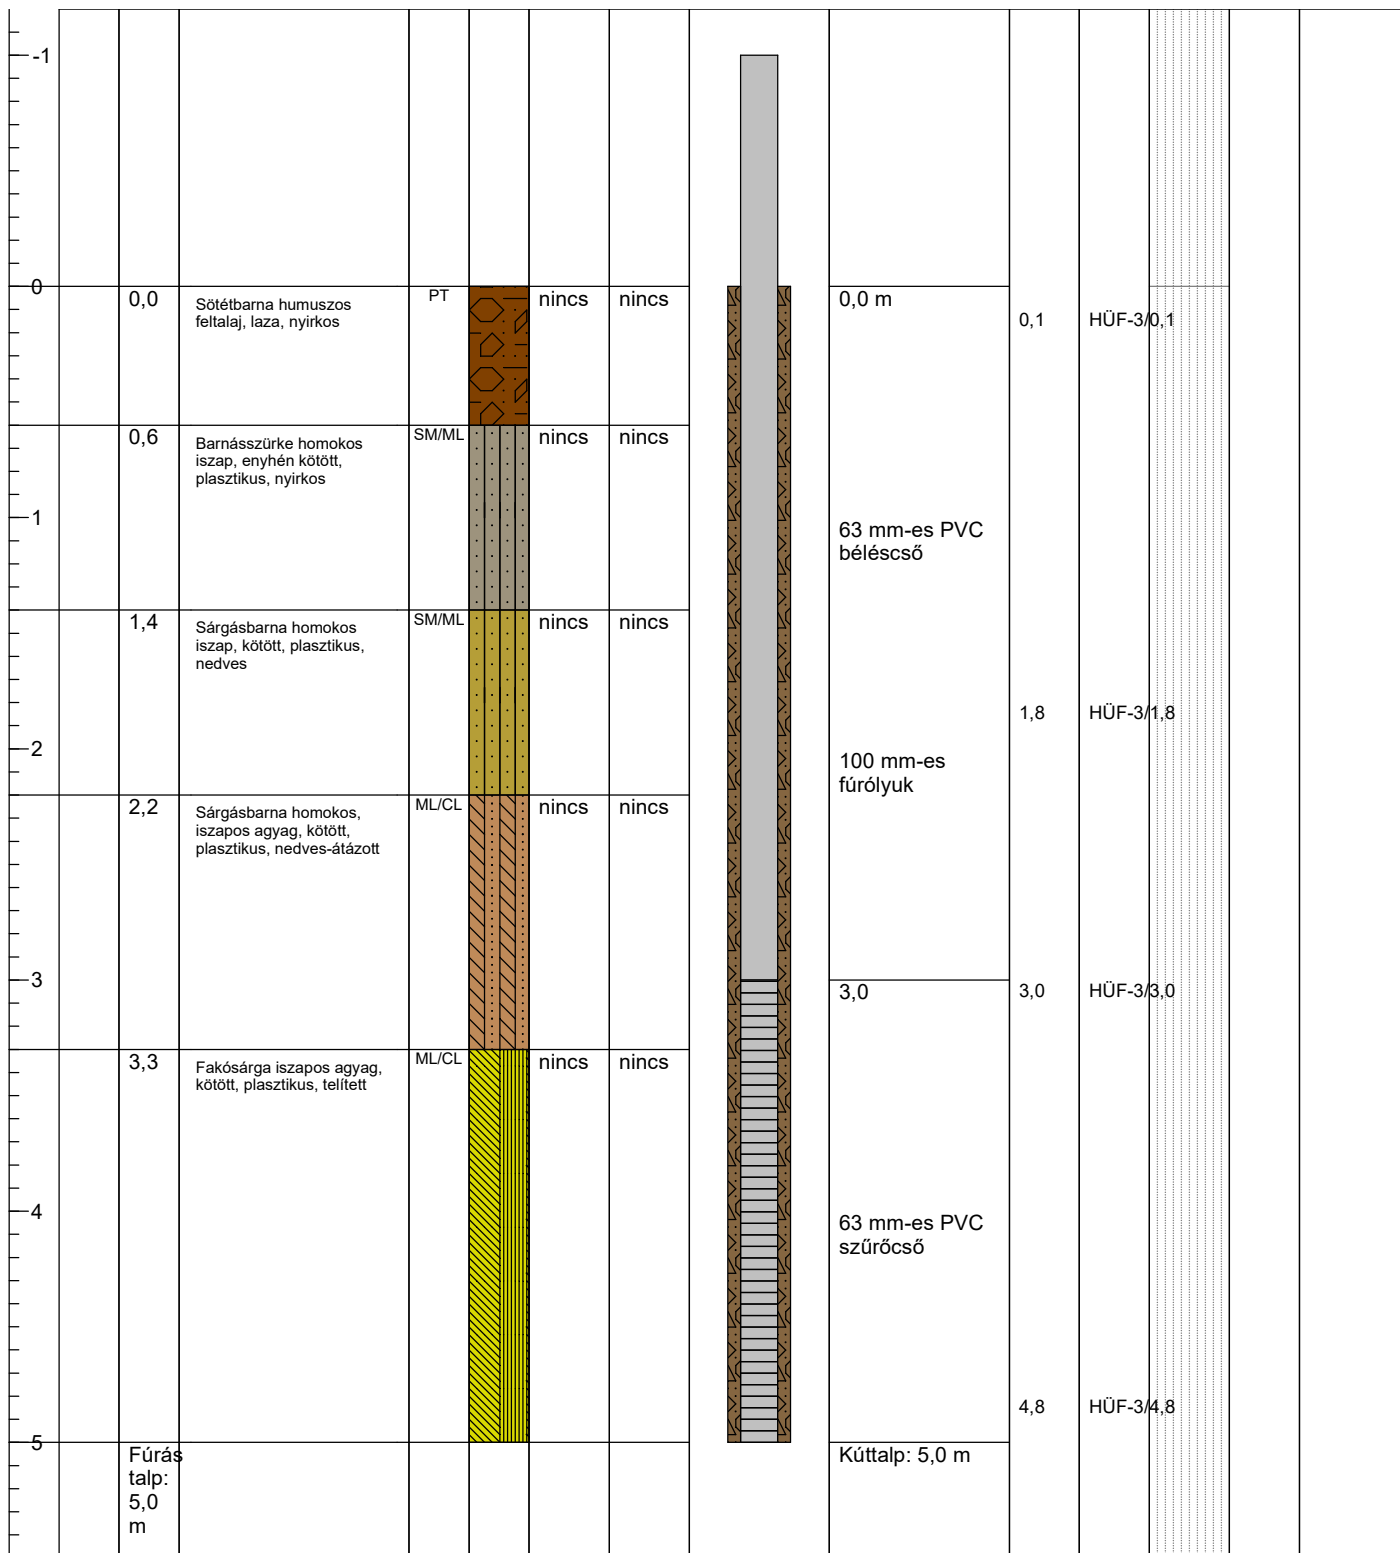 -1
0
0,0
Sötétbarna humuszos
feltalaj, laza, nyirkos
PT
nincs
nincs
0,0 m
0,1
HÜF-3/0,1
0,6
Barnásszürke homokos
iszap, enyhén kötött,
plasztikus, nyirkos
SM/ML
nincs
nincs
1
63 mm-es PVC
béléscső
1,4
Sárgásbarna homokos
iszap, kötött, plasztikus,
nedves
SM/ML
nincs
nincs
1,8
HÜF-3/1,8
2
100 mm-es
fúrólyuk
2,2
Sárgásbarna homokos,
iszapos agyag, kötött,
plasztikus, nedves-átázott
ML/CL
nincs
nincs
3
3,0
3,0
HÜF-3/3,0
3,3
Fakósárga iszapos agyag,
kötött, plasztikus, telített
ML/CL
nincs
nincs
4
63 mm-es PVC
szűrőcső
4,8
HÜF-3/4,8
5
Fúrás
talp:
5,0
m
Kúttalp: 5,0 m